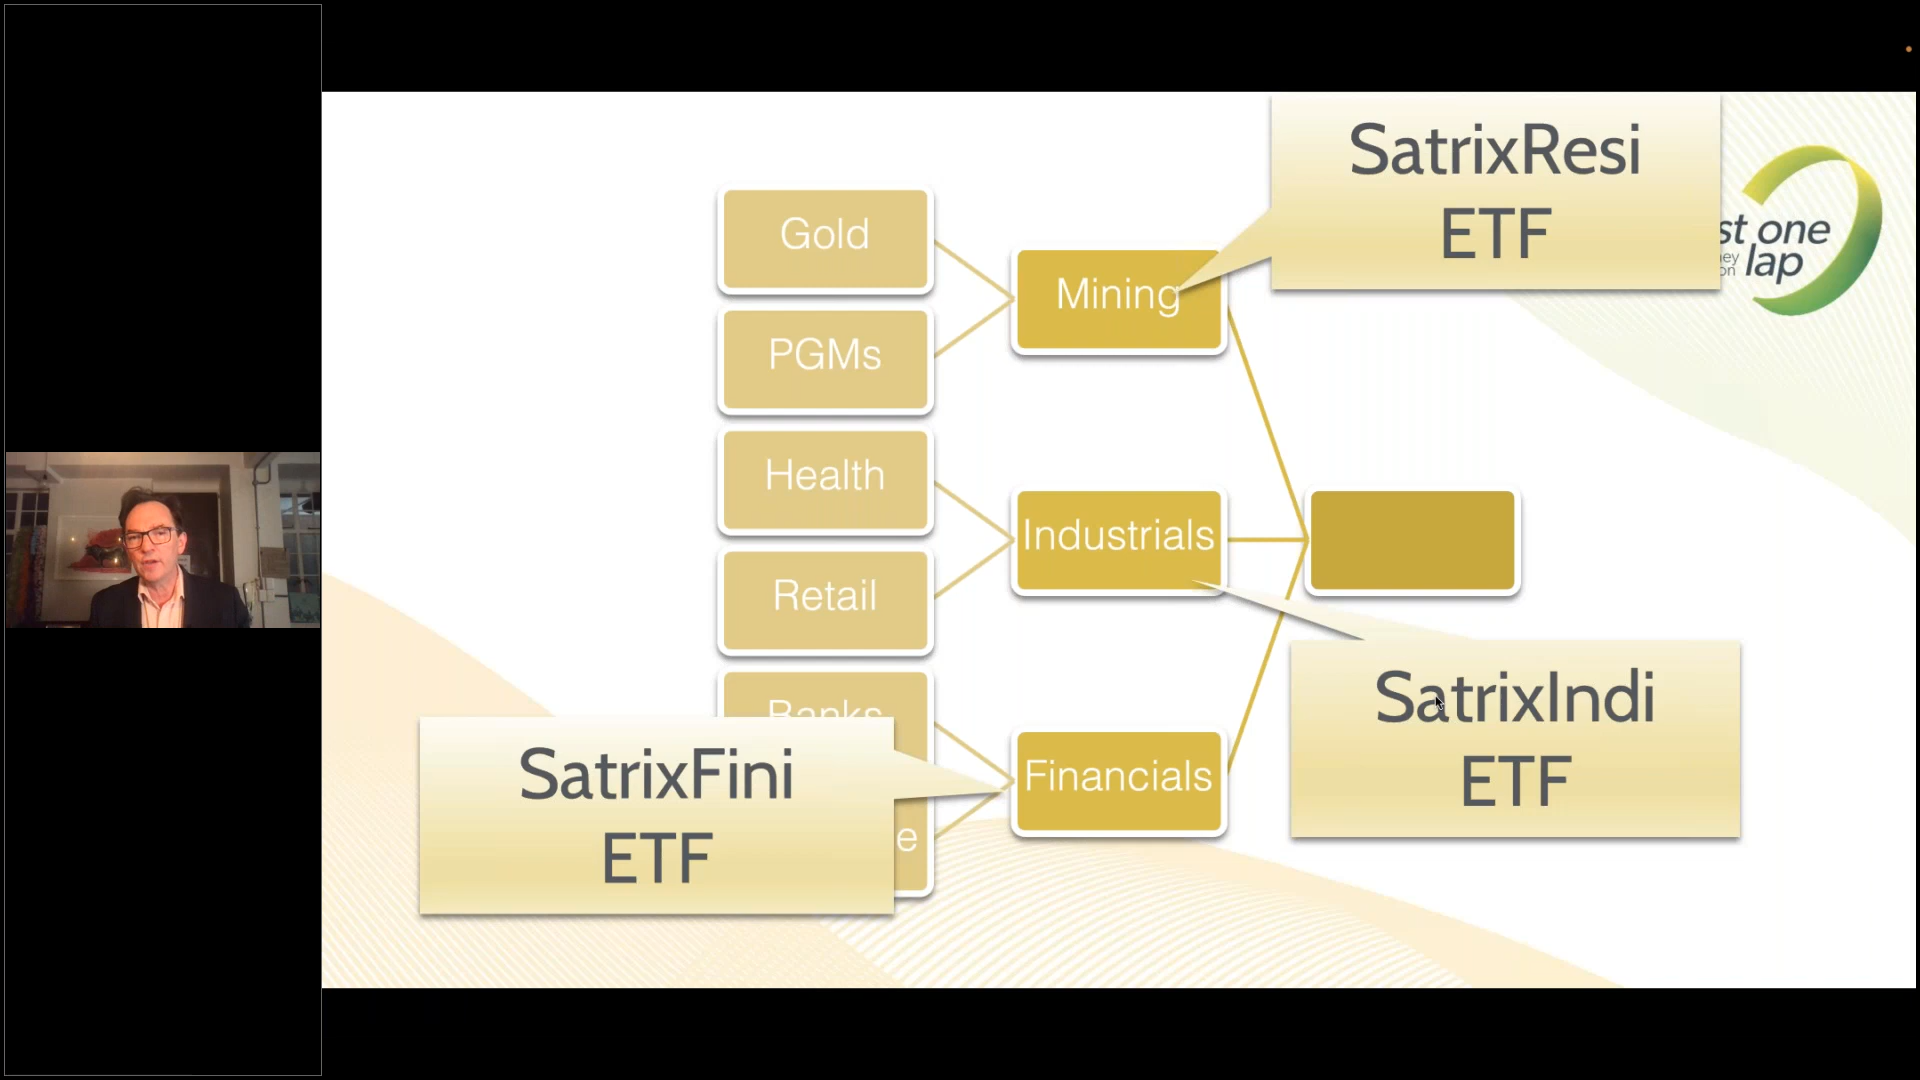 SatrixResi
ETF
Gold
Mining
st one
lap
PGMs
Health
Industrials
Retail
SatrixIndi
ETF
Banks
SatrixFini
ETF
Financials
e